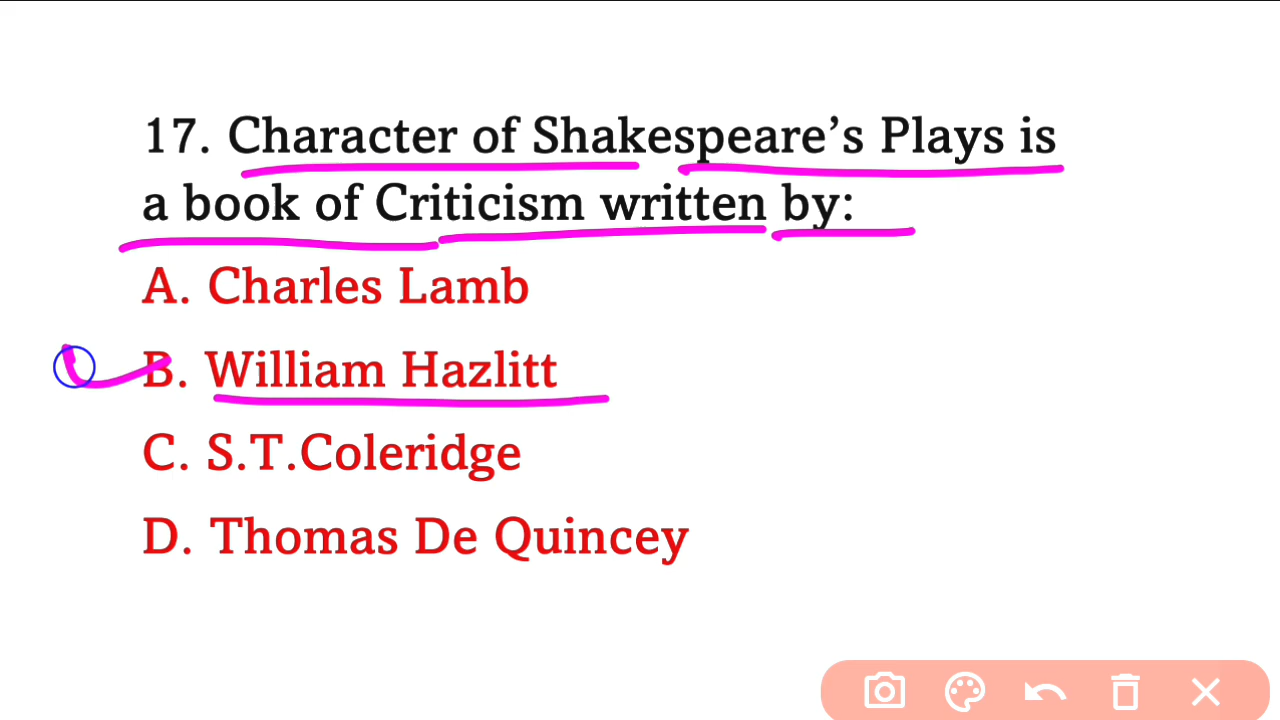 17. Character of Shakespeare’s Plays is
a book of Criticism written by:
A. Charles Lamb
B. William Hazlitt
C. S.T.Coleridge
D. Thomas De Quincey